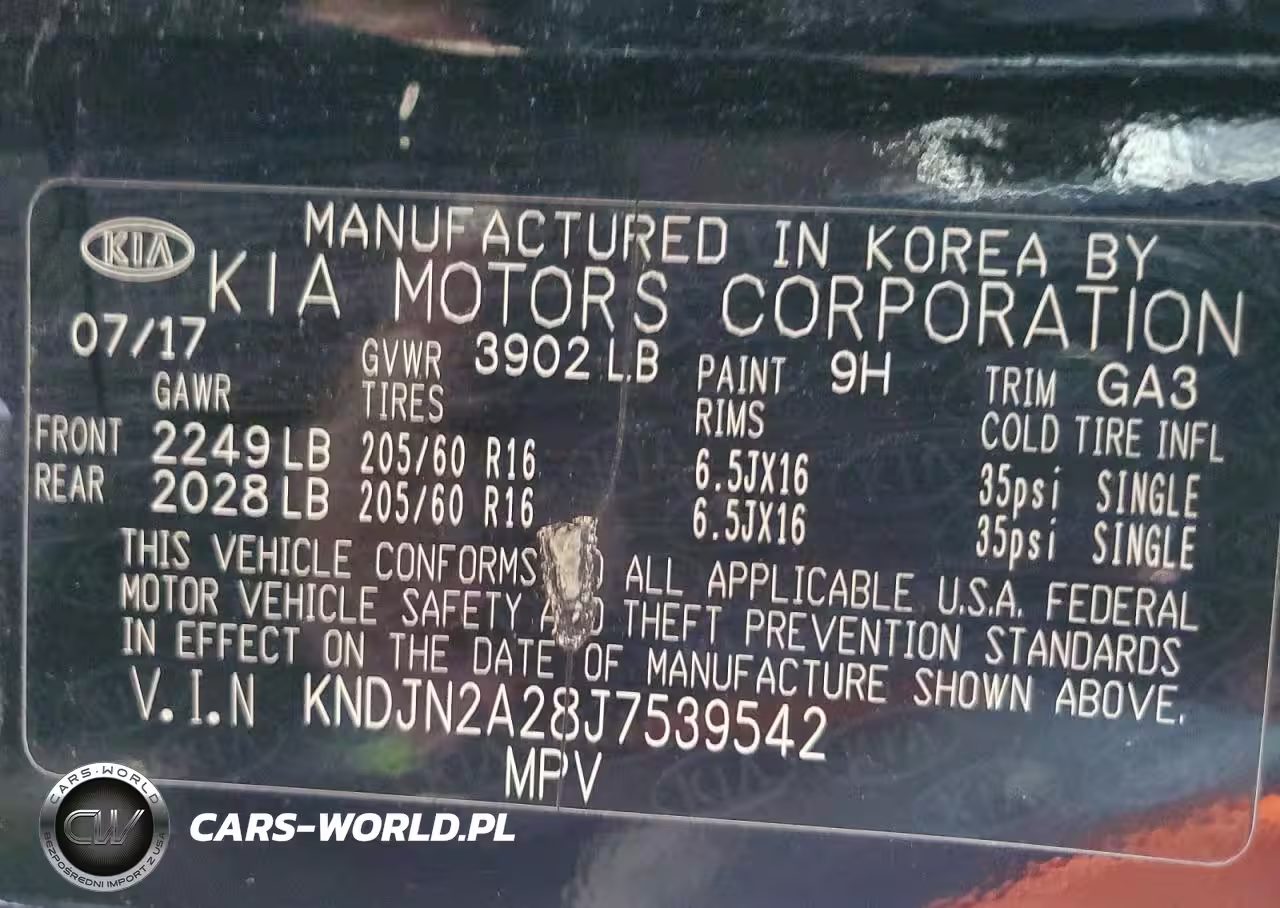 KIA
MANUFACTURED IN KOREA BY
KIA MOTORS CORPORATION
07/17 GVWR 3902 LB PAINT 9H TRIM GA3
GAWR TIRES RIMS COLD TIRE INFL
FRONT 2249 LB 205/60 R16 6.5JX16 35psi SINGLE
REAR 2028 LB 205/60 R16 6.5JX16 35psi SINGLE
THIS VEHICLE CONFORMS ALL APPLICABLE U.S.A. FEDERAL
MOTOR VEHICLE SAFETY THEFT PREVENTION STANDARDS
IN EFFECT ON THE DATE OF MANUFACTURE SHOWN ABOVE.
V.I.N KNDJN2A28J7539542
MPV
CARS-WORLD
CW
BEZPOŚREDNI IMPORT Z USA
CARS-WORLD.PL